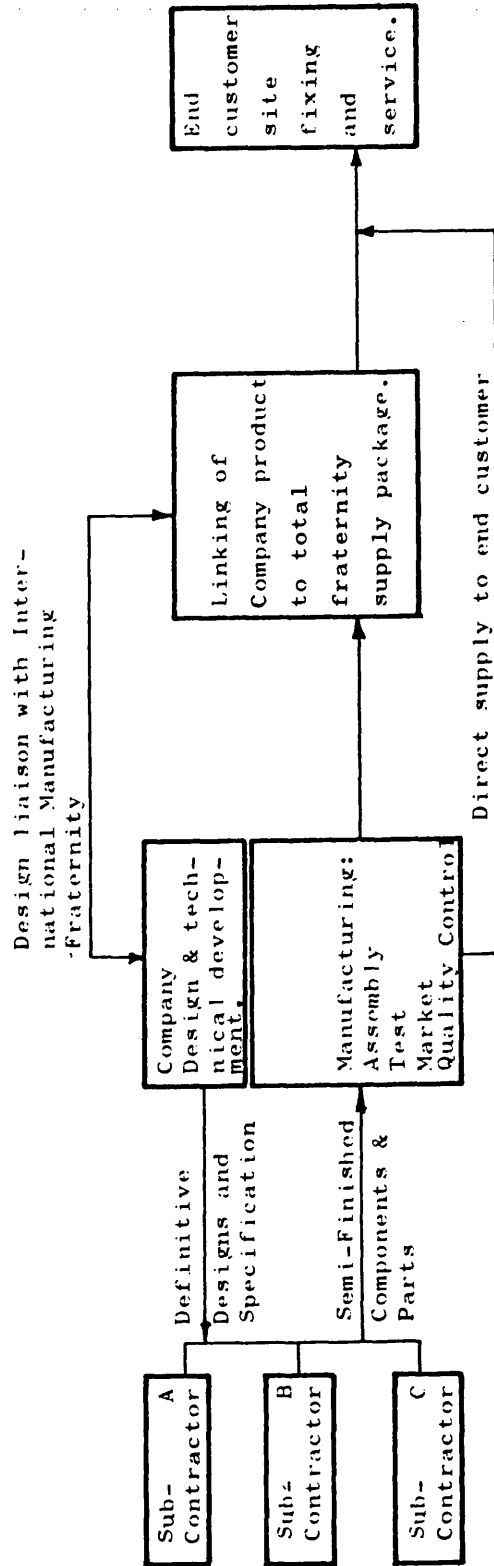 Design liaison with Inter-
national Manufacturing
-Fraternity
Sub- A
Contractor
Sub- B
Contractor
Sub- C
Contractor
Definitive
Designs and
Specification
Semi-Finished
Components &
Parts
Company
Design & tech-
nical develop-
ment.
Manufacturing:
Assembly
Test
Market
Quality Control
Linking of
Company product
to total
fraternity
supply package.
End
customer
site
fixing
and
service.
Direct supply to end customer